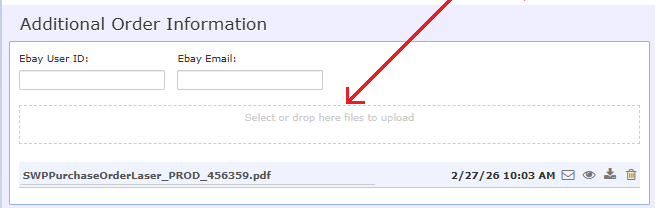 Additional Order Information
Ebay User ID: Ebay Email:
Select or drop here files to upload
SWPPurchaseOrderLaser_PROD_456359.pdf 2/27/26 10:03 AM